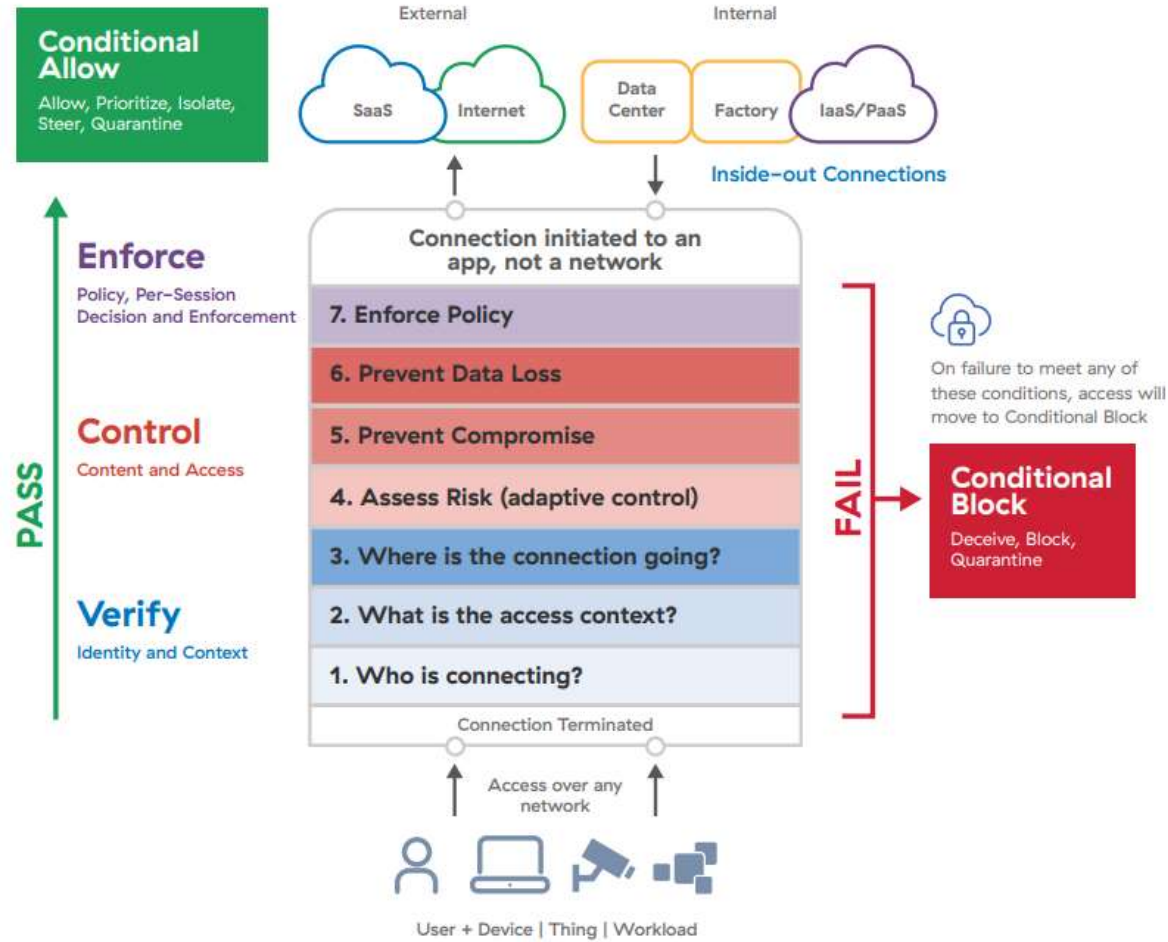 External
Internal
Conditional
Allow
Allow, Prioritize, Isolate,
Steer, Quarantine
SaaS
Internet
Data
Center
Factory
IaaS/PaaS
Inside-out Connections
Connection initiated to an
app, not a network
PASS
Enforce
Policy, Per-Session
Decision and Enforcement
Control
Content and Access
Verify
Identity and Context
7. Enforce Policy
6. Prevent Data Loss
5. Prevent Compromise
4. Assess Risk (adaptive control)
3. Where is the connection going?
2. What is the access context?
1. Who is connecting?
Connection Terminated
FAIL
On failure to meet any of
these conditions, access will
move to Conditional Block
Conditional
Block
Deceive, Block,
Quarantine
Access over any
network
User + Device | Thing | Workload